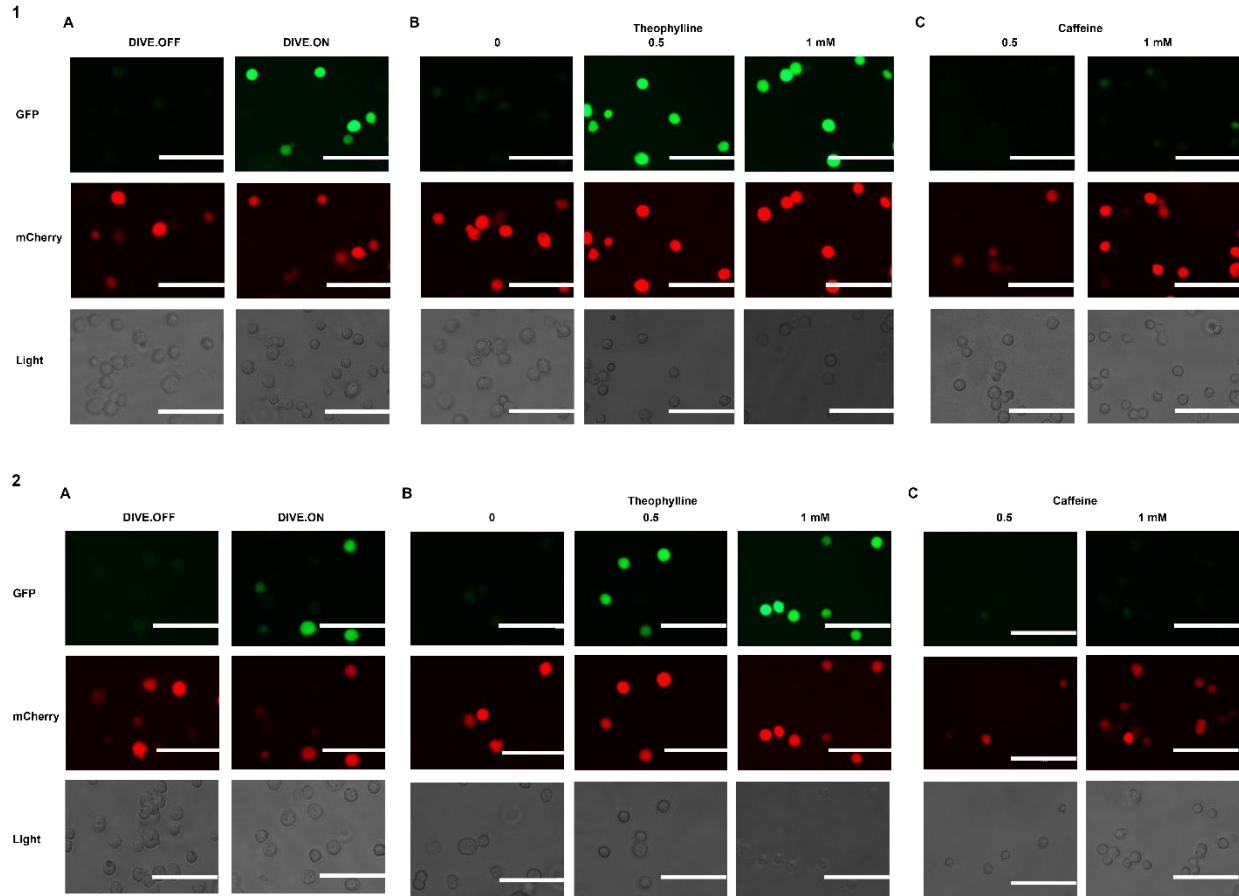 1
A B C
Theophylline Caffeine
DIVE.OFF DIVE.ON 0 0.5 1 mM 0.5 1 mM
GFP
mCherry
Light
2
A B C
Theophylline Caffeine
DIVE.OFF DIVE.ON 0 0.5 1 mM 0.5 1 mM
GFP
mCherry
Light